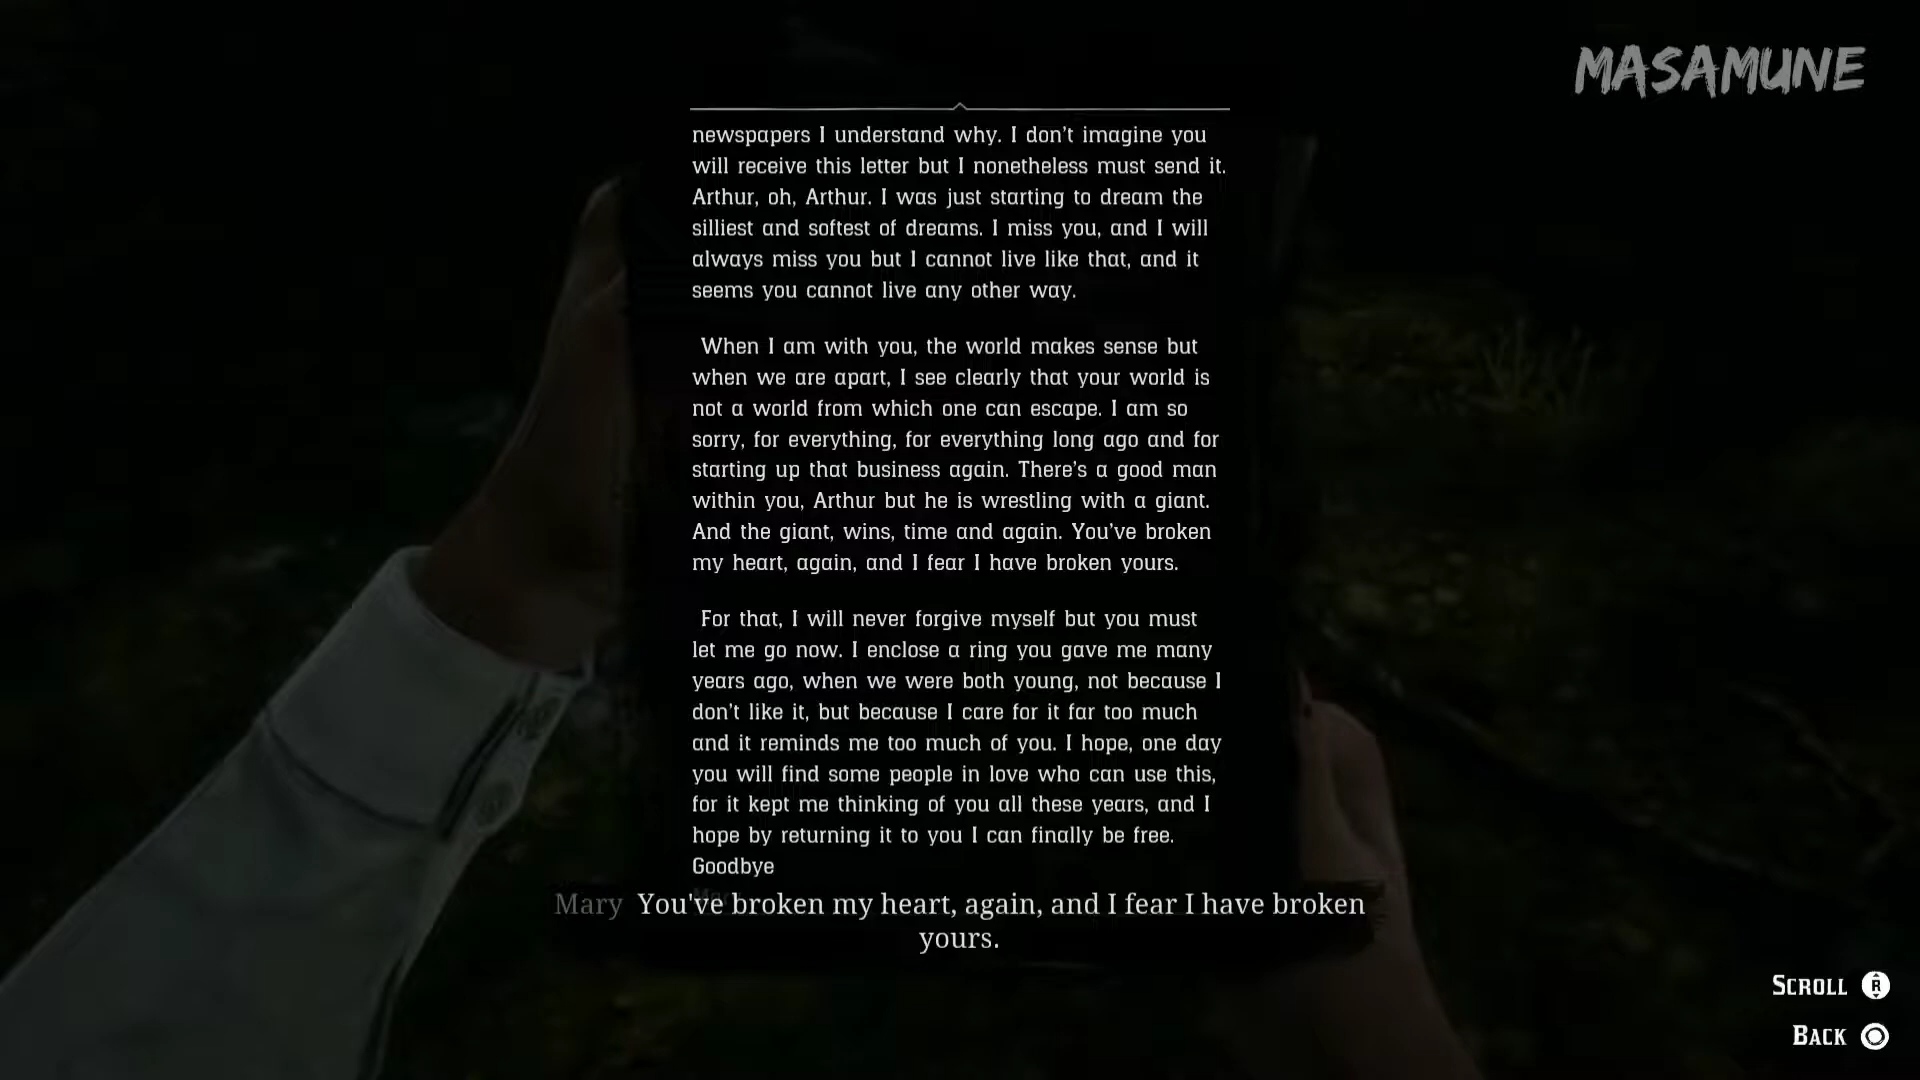 MASAMUNE
newspapers I understand why. I don't imagine you
will receive this letter but I nonetheless must send it.
Arthur, oh, Arthur. I was just starting to dream the
silliest and softest of dreams. I miss you, and I will
always miss you but I cannot live like that, and it
seems you cannot live any other way.
When I am with you, the world makes sense but
when we are apart, I see clearly that your world is
not a world from which one can escape. I am so
sorry, for everything, for everything long ago and for
starting up that business again. There's a good man
within you, Arthur but he is wrestling with a giant.
And the giant, wins, time and again. You've broken
my heart, again, and I fear I have broken yours.
For that, I will never forgive myself but you must
let me go now. I enclose a ring you gave me many
years ago, when we were both young, not because I
don't like it, but because I care for it far too much
and it reminds me too much of you. I hope, one day
you will find some people in love who can use this,
for it kept me thinking of you all these years, and I
hope by returning it to you I can finally be free.
Goodbye
Mary You've broken my heart, again, and I fear I have broken
yours.
SCROLL R
BACK